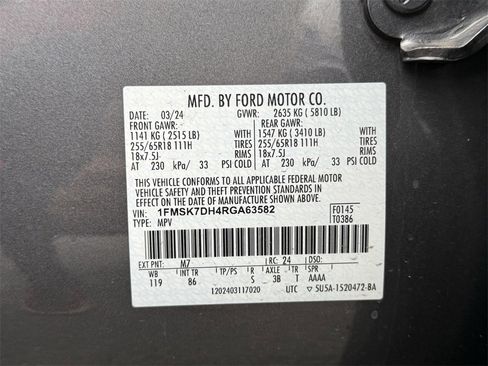 MFD. BY FORD MOTOR CO.
DATE: 03/24 GVWR: 2635 KG ( 5810 LB)
FRONT GAWR: REAR GAWR:
1141 KG ( 2515 LB) WITH 1547 KG ( 3410 LB) WITH
255/65R18 111H TIRES 255/65R18 111H TIRES
18x7.5J RIMS 18x7.5J RIMS
AT 230 kPa/ 33 PSI COLD AT 230 kPa/ 33 PSI COLD
THIS VEHICLE CONFORMS TO ALL APPLICABLE FEDERAL MOTOR
VEHICLE SAFETY AND THEFT PREVENTION STANDARDS IN
EFFECT ON THE DATE OF MANUFACTURE SHOWN ABOVE.
VIN: 1FMSK7DH4RGA63582 F0145
TYPE: MPV T0386
EXT PNT: M7 RC: 24 DSO:
WB INT TR TP/PS R AXLE TR SPR
119 86 S 38 T AAAA
1202403117020 UTC 5U5A-1520472-BA